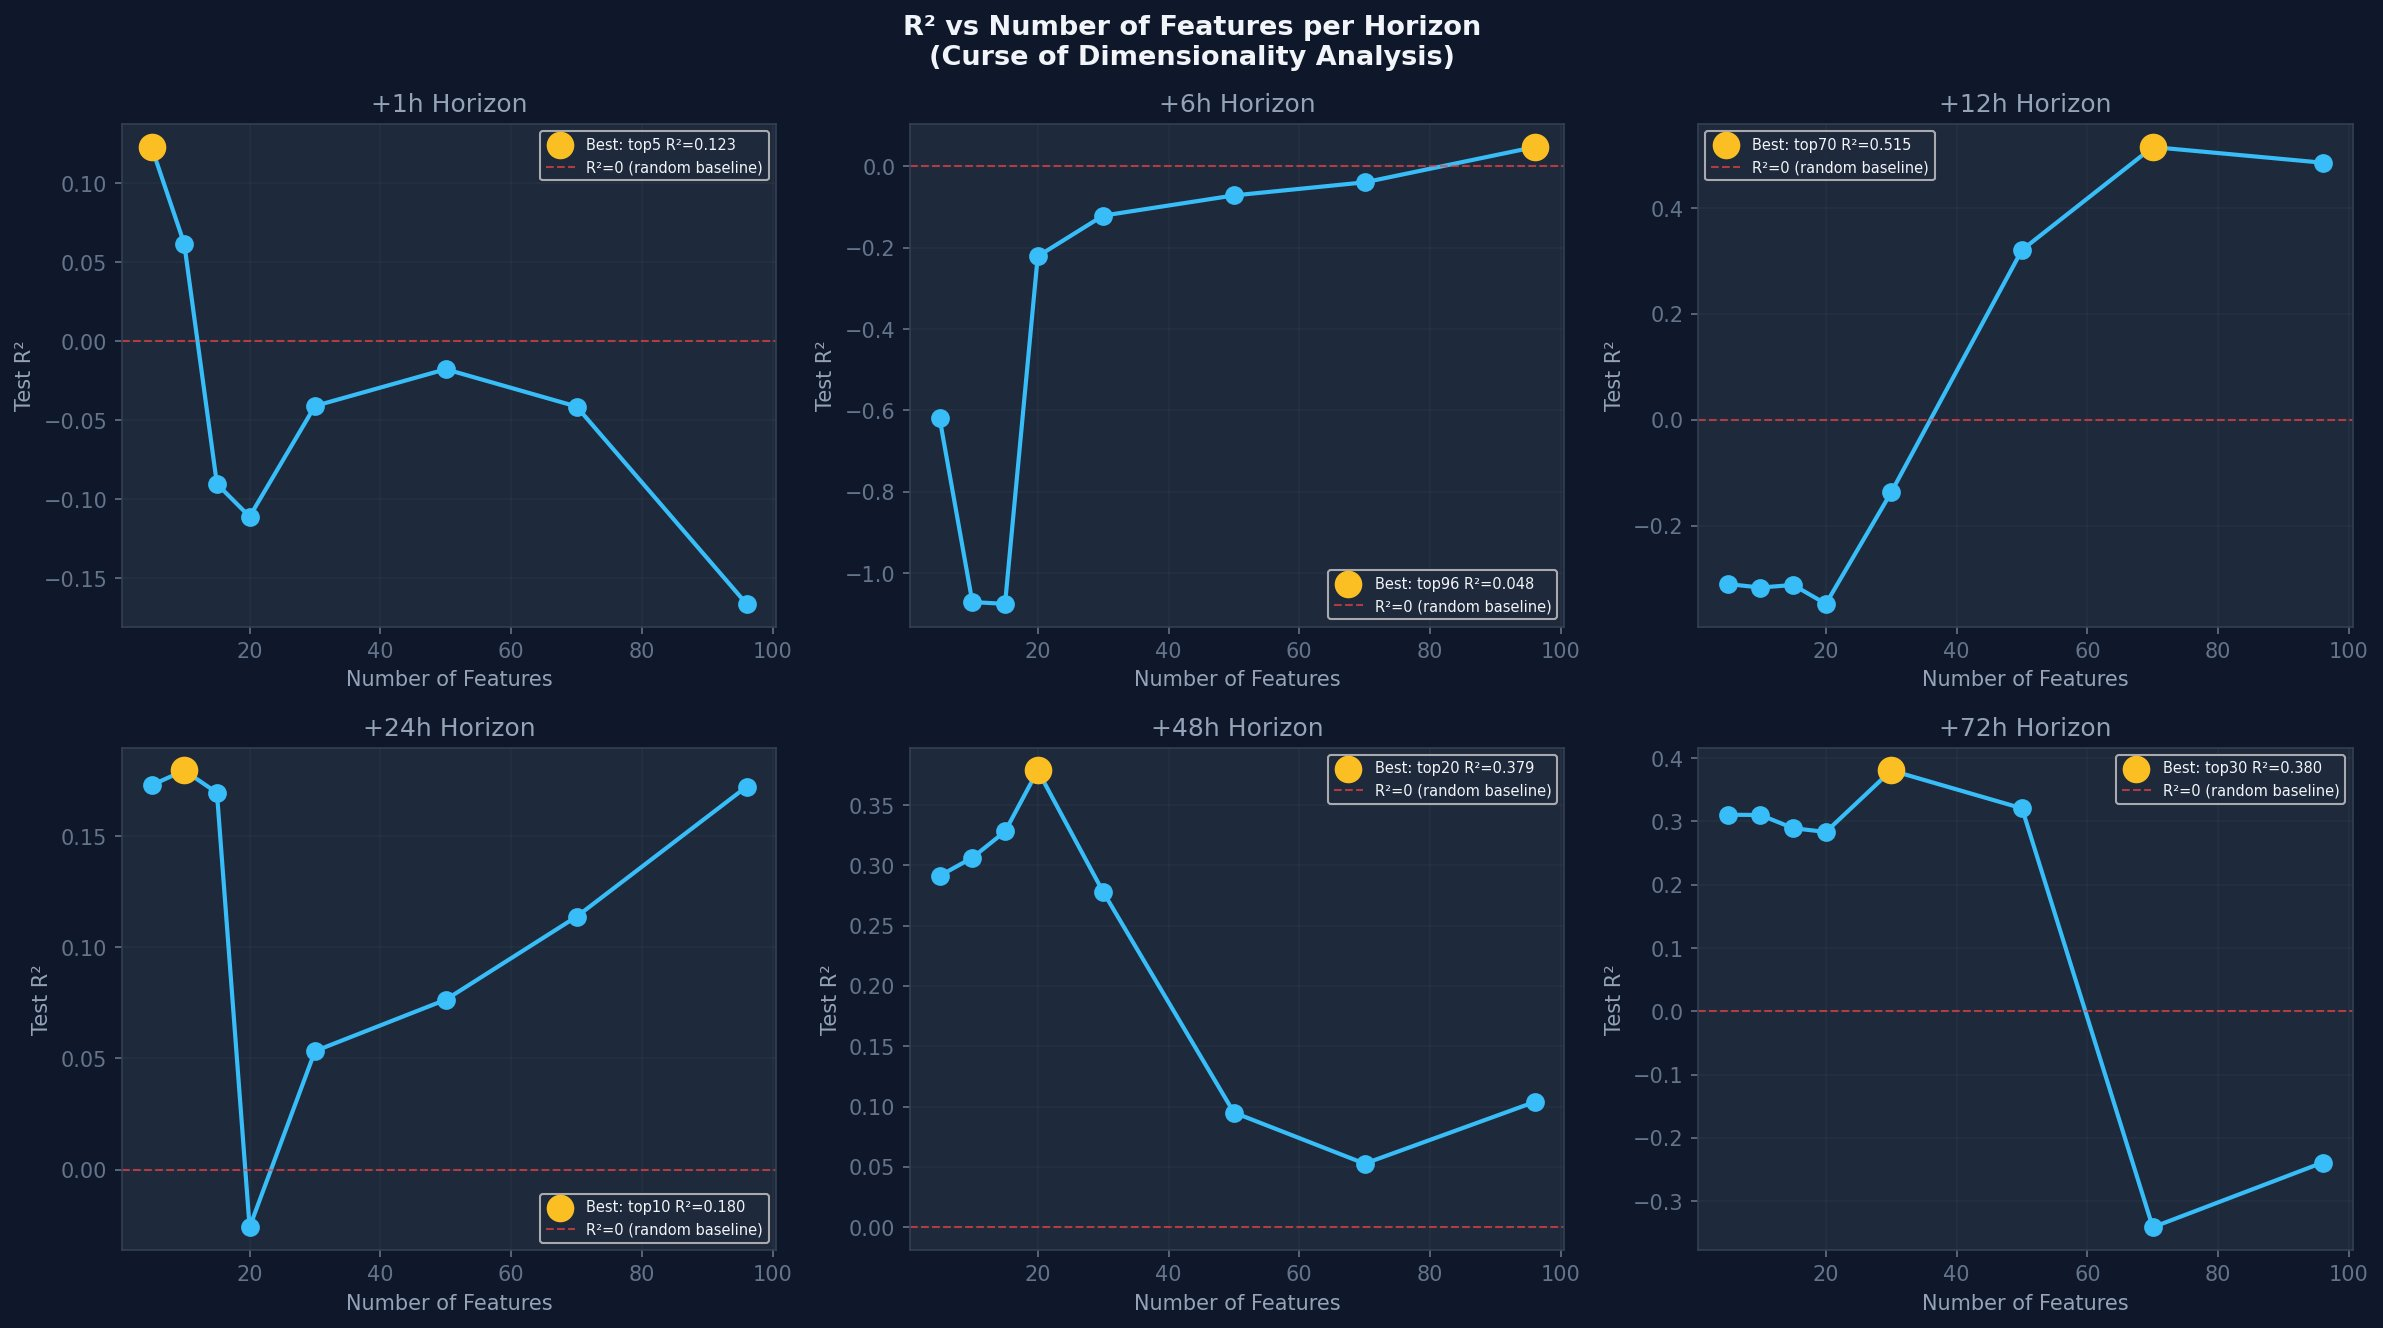 R² vs Number of Features per Horizon
(Curse of Dimensionality Analysis)
+1h Horizon
Best: top5 R²=0.123
R²=0 (random baseline)
Test R²
0.10
0.05
0.00
−0.05
−0.10
−0.15
20 40 60 80 100
Number of Features
+6h Horizon
Test R²
0.0
−0.2
−0.4
−0.6
−0.8
−1.0
Best: top96 R²=0.048
R²=0 (random baseline)
20 40 60 80 100
Number of Features
+12h Horizon
Best: top70 R²=0.515
R²=0 (random baseline)
Test R²
0.4
0.2
0.0
−0.2
20 40 60 80 100
Number of Features
+24h Horizon
Test R²
0.15
0.10
0.05
0.00
Best: top10 R²=0.180
R²=0 (random baseline)
20 40 60 80 100
Number of Features
+48h Horizon
Best: top20 R²=0.379
R²=0 (random baseline)
Test R²
0.35
0.30
0.25
0.20
0.15
0.10
0.05
0.00
20 40 60 80 100
Number of Features
+72h Horizon
Best: top30 R²=0.380
R²=0 (random baseline)
Test R²
0.4
0.3
0.2
0.1
0.0
−0.1
−0.2
−0.3
20 40 60 80 100
Number of Features